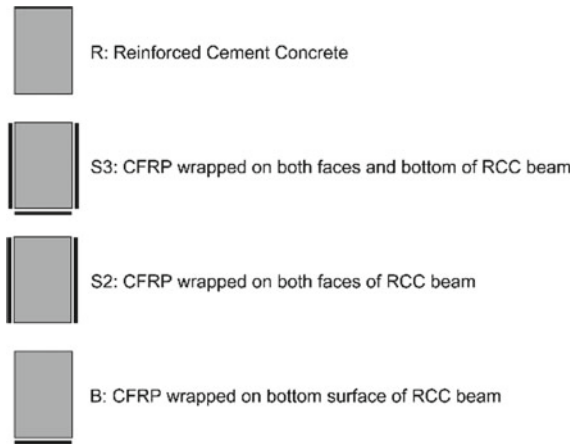 R: Reinforced Cement Concrete
S3: CFRP wrapped on both faces and bottom of RCC beam
S2: CFRP wrapped on both faces of RCC beam
B: CFRP wrapped on bottom surface of RCC beam